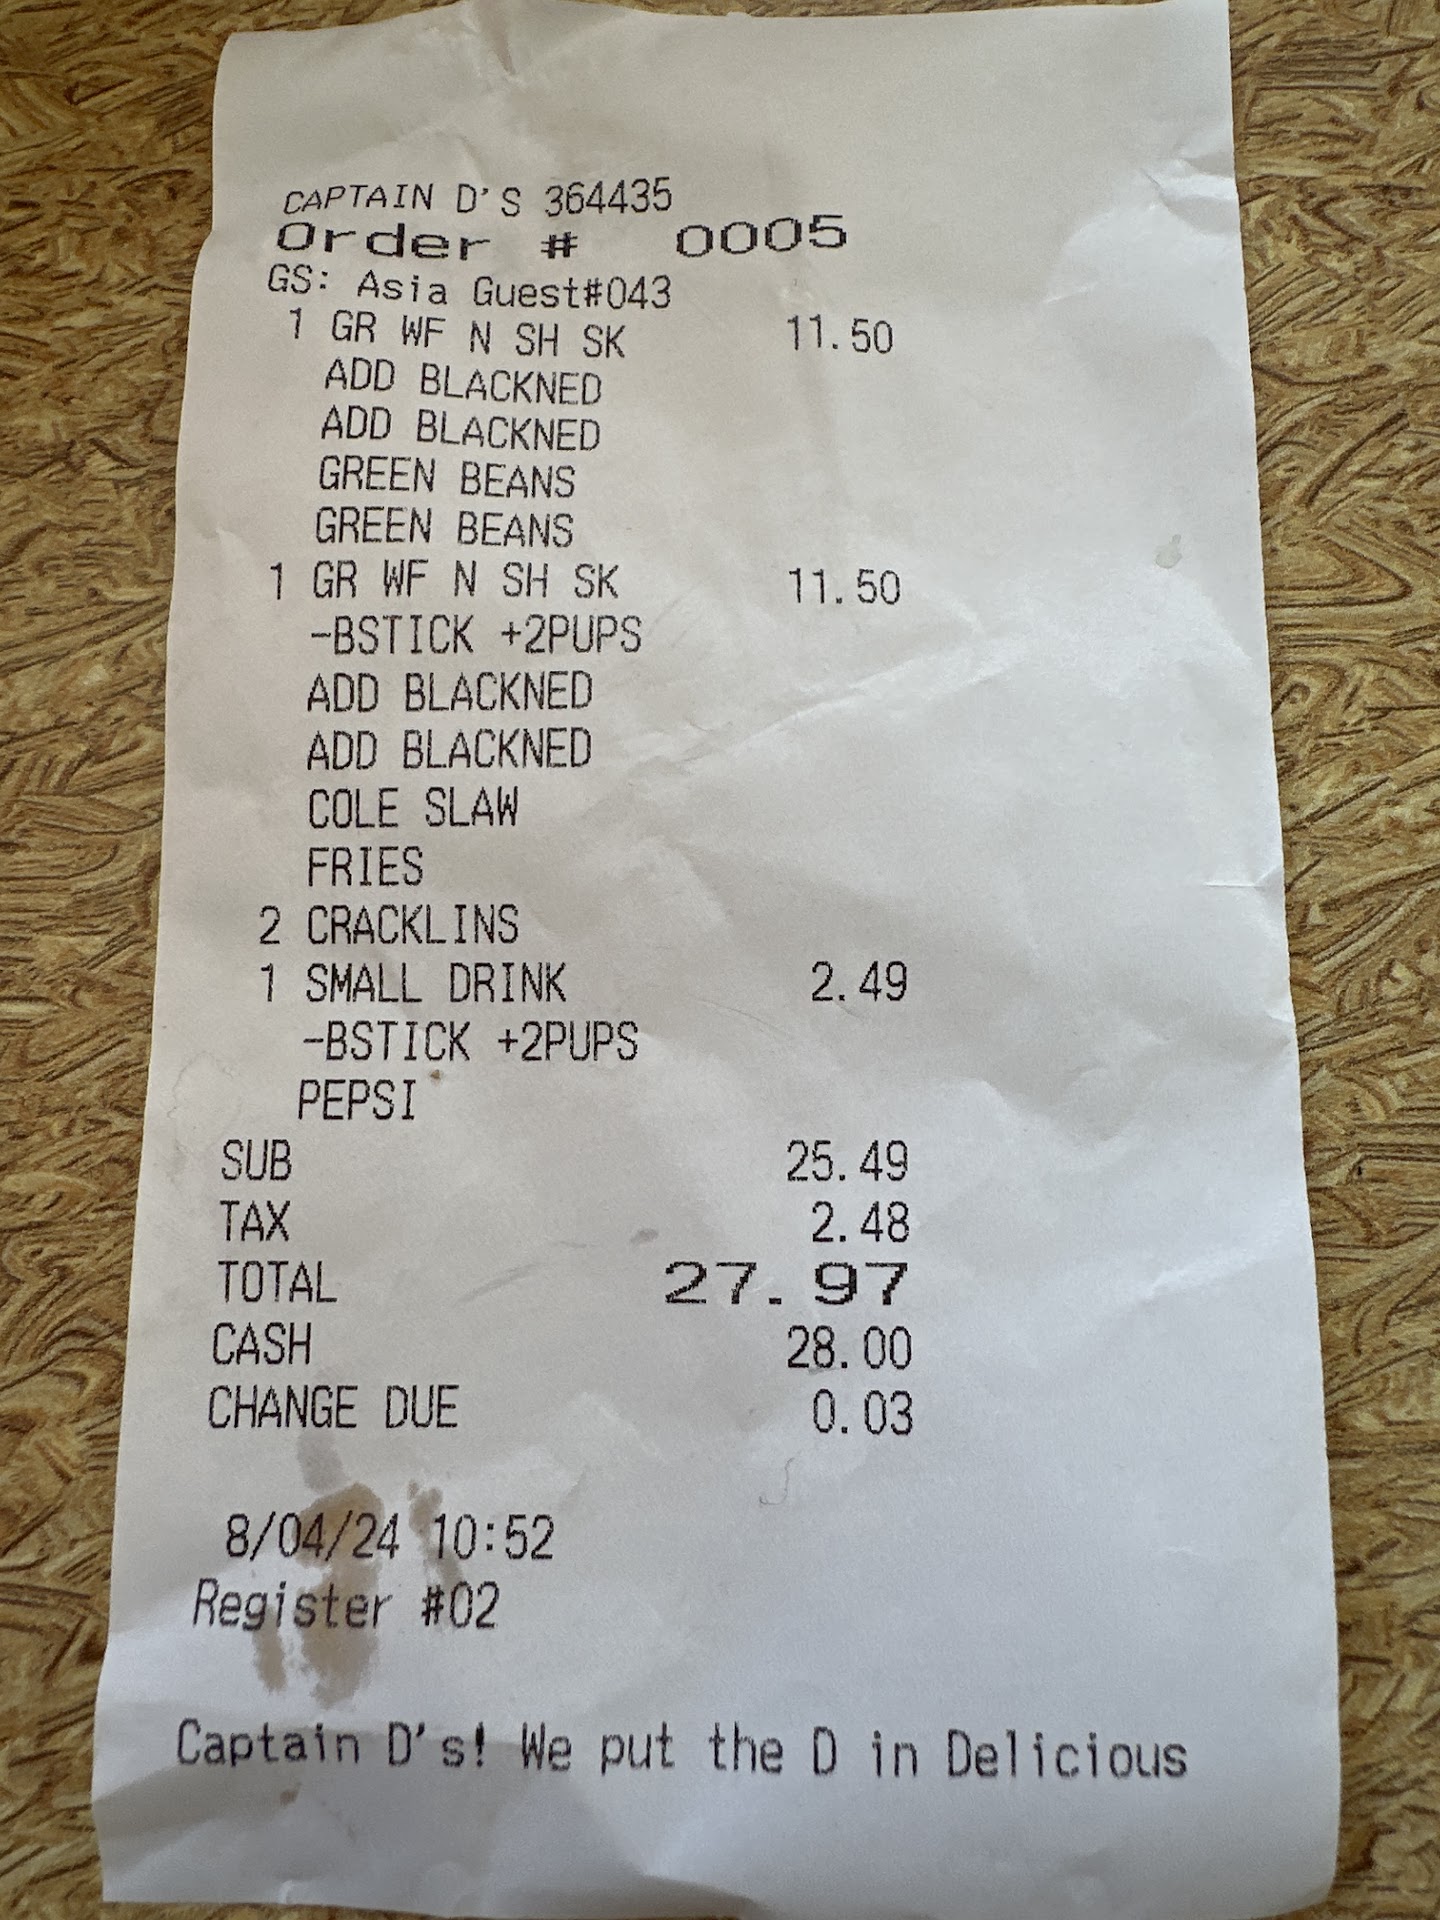 CAPTAIN D'S 364435
Order # 0005
GS: Asia Guest#043
1 GR WF N SH SK 11.50
ADD BLACKNED
ADD BLACKNED
GREEN BEANS
GREEN BEANS
1 GR WF N SH SK 11.50
-BSTICK +2PUPS
ADD BLACKNED
ADD BLACKNED
COLE SLAW
FRIES
2 CRACKLINS
1 SMALL DRINK 2.49
-BSTICK +2PUPS
PEPSI
SUB 25.49
TAX 2.48
TOTAL 27.97
CASH 28.00
CHANGE DUE 0.03
8/04/24 10:52
Register #02
Captain D's! We put the D in Delicious